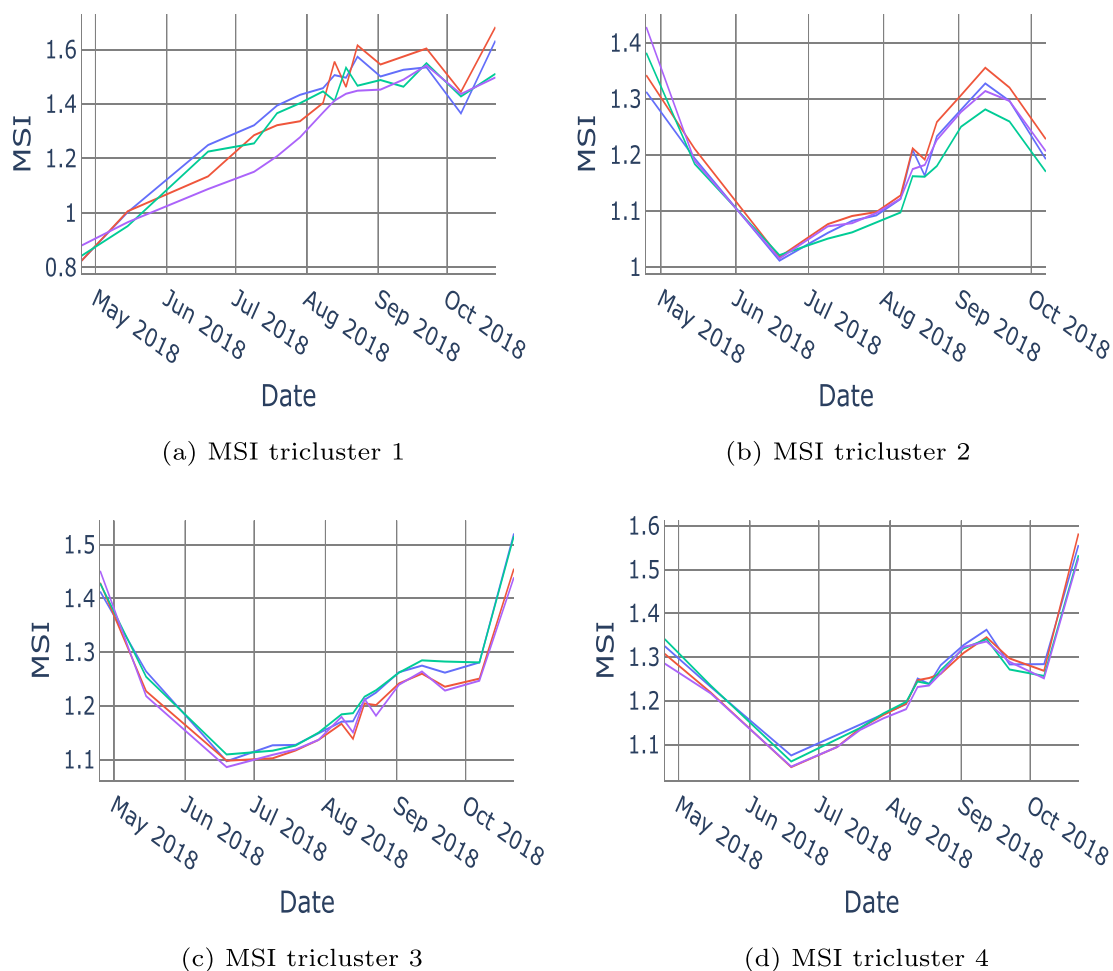 1.6
1.4
1.2
1
0.8
MSI
May 2018
Jun 2018
Jul 2018
Aug 2018
Sep 2018
Oct 2018
Date
(a) MSI tricluster 1
1.4
1.3
1.2
1.1
1
MSI
May 2018
Jun 2018
Jul 2018
Aug 2018
Sep 2018
Oct 2018
Date
(b) MSI tricluster 2
1.5
1.4
1.3
1.2
1.1
MSI
May 2018
Jun 2018
Jul 2018
Aug 2018
Sep 2018
Oct 2018
Date
(c) MSI tricluster 3
1.6
1.5
1.4
1.3
1.2
1.1
MSI
May 2018
Jun 2018
Jul 2018
Aug 2018
Sep 2018
Oct 2018
Date
(d) MSI tricluster 4